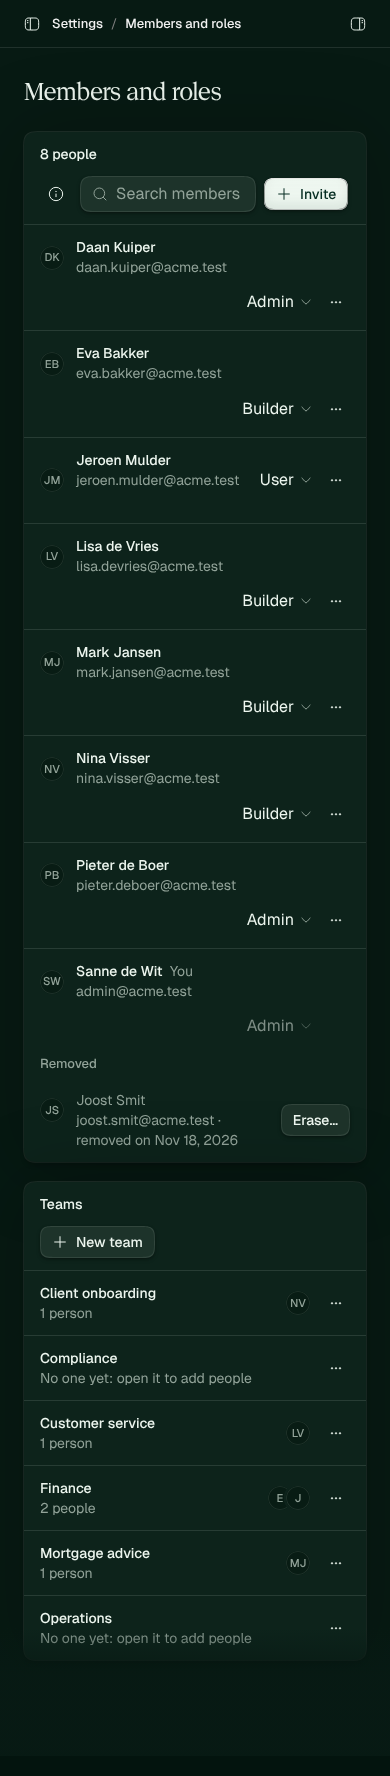 Settings / Members and roles
Members and roles
8 people
Search members
Invite
DK
Daan Kuiper
daan.kuiper@acme.test
Admin
EB
Eva Bakker
eva.bakker@acme.test
Builder
JM
Jeroen Mulder
jeroen.mulder@acme.test
User
LV
Lisa de Vries
lisa.devries@acme.test
Builder
MJ
Mark Jansen
mark.jansen@acme.test
Builder
NV
Nina Visser
nina.visser@acme.test
Builder
PB
Pieter de Boer
pieter.deboer@acme.test
Admin
SW
Sanne de Wit You
admin@acme.test
Admin
Removed
JS
Joost Smit
joost.smit@acme.test ·
removed on Nov 18, 2026
Erase...
Teams
New team
Client onboarding
1 person
NV
Compliance
No one yet: open it to add people
Customer service
1 person
LV
Finance
2 people
E J
Mortgage advice
1 person
MJ
Operations
No one yet: open it to add people